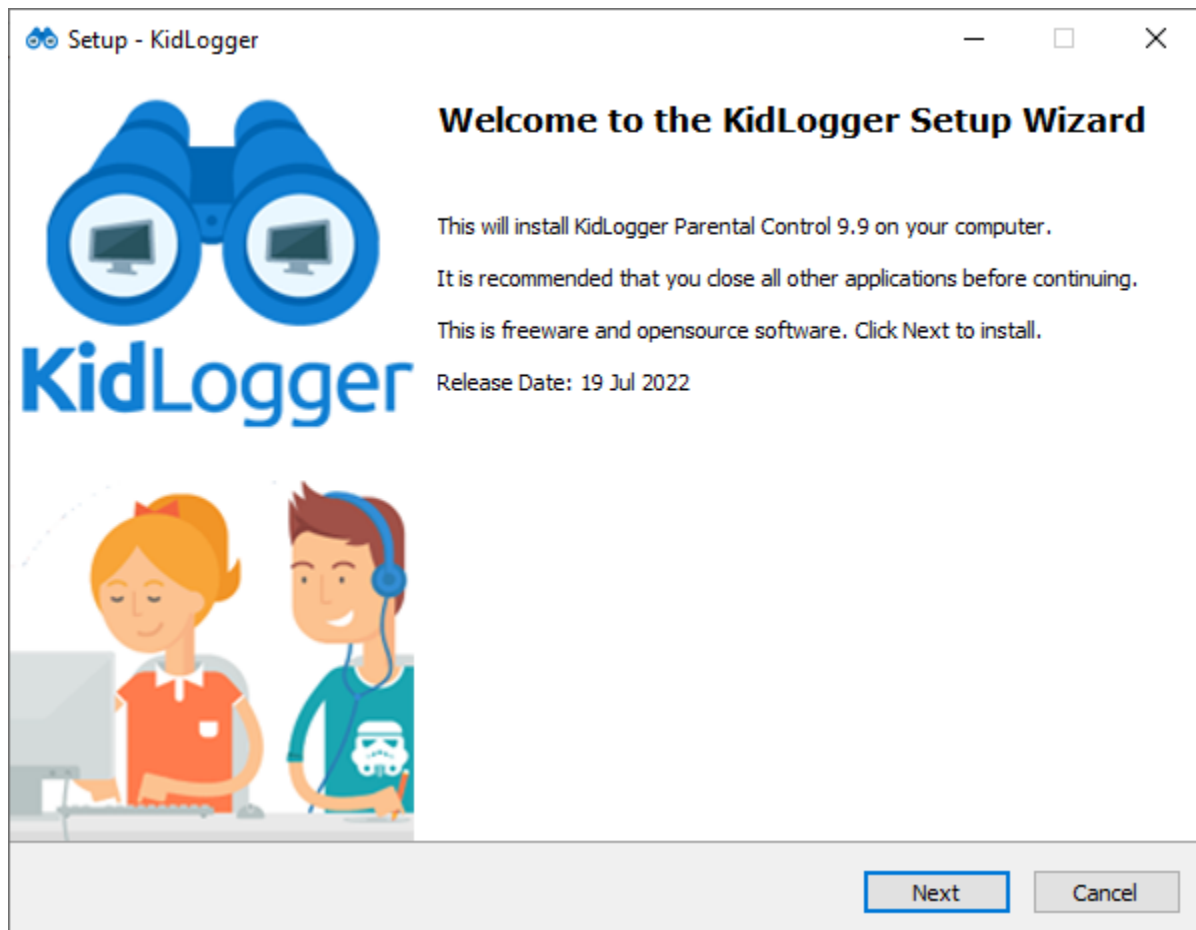 Setup - KidLogger
Welcome to the KidLogger Setup Wizard
This will install KidLogger Parental Control 9.9 on your computer.
It is recommended that you close all other applications before continuing.
This is freeware and opensource software. Click Next to install.
Release Date: 19 Jul 2022
KidLogger
Next
Cancel